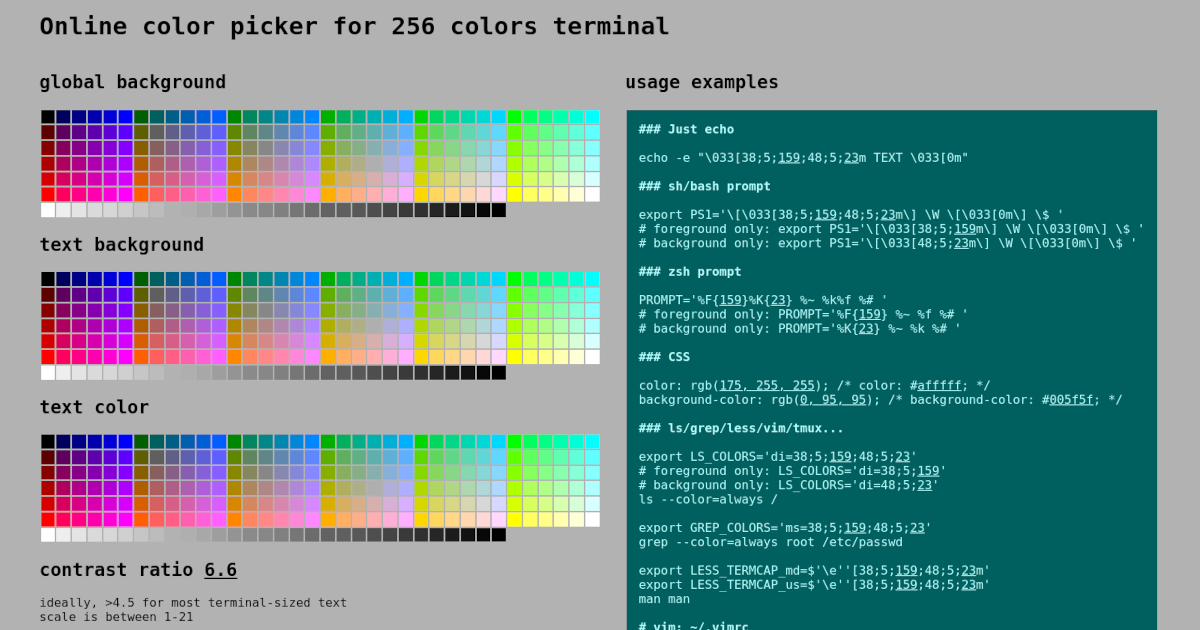 Online color picker for 256 colors terminal
global background
text background
text color
contrast ratio 6.6
ideally, >4.5 for most terminal-sized text
scale is between 1-21
usage examples
### Just echo
echo -e "\033[38;5;159;48;5;23m TEXT \033[0m"
### sh/bash prompt
export PS1='\[\033[38;5;159;48;5;23m\] \W \[\033[0m\] \$ '
# foreground only: export PS1='\[\033[38;5;159m\] \W \[\033[0m\] \$ '
# background only: export PS1='\[\033[48;5;23m\] \W \[\033[0m\] \$ '
### zsh prompt
PROMPT='%F{159}%K{23} %~ %k%f %# '
# foreground only: PROMPT='%F{159} %~ %f %# '
# background only: PROMPT='%K{23} %~ %k %# '
### CSS
color: rgb(175, 255, 255); /* color: #afffff; */
background-color: rgb(0, 95, 95); /* background-color: #005f5f; */
### ls/grep/less/vim/tmux...
export LS_COLORS='di=38;5;159;48;5;23'
# foreground only: LS_COLORS='di=38;5;159'
# background only: LS_COLORS='di=48;5;23'
ls --color=always /
export GREP_COLORS='ms=38;5;159;48;5;23'
grep --color=always root /etc/passwd
export LESS_TERMCAP_md=$'\e''[38;5;159;48;5;23m'
export LESS_TERMCAP_us=$'\e''[38;5;159;48;5;23m'
man man
# vim: ~/.vimrc